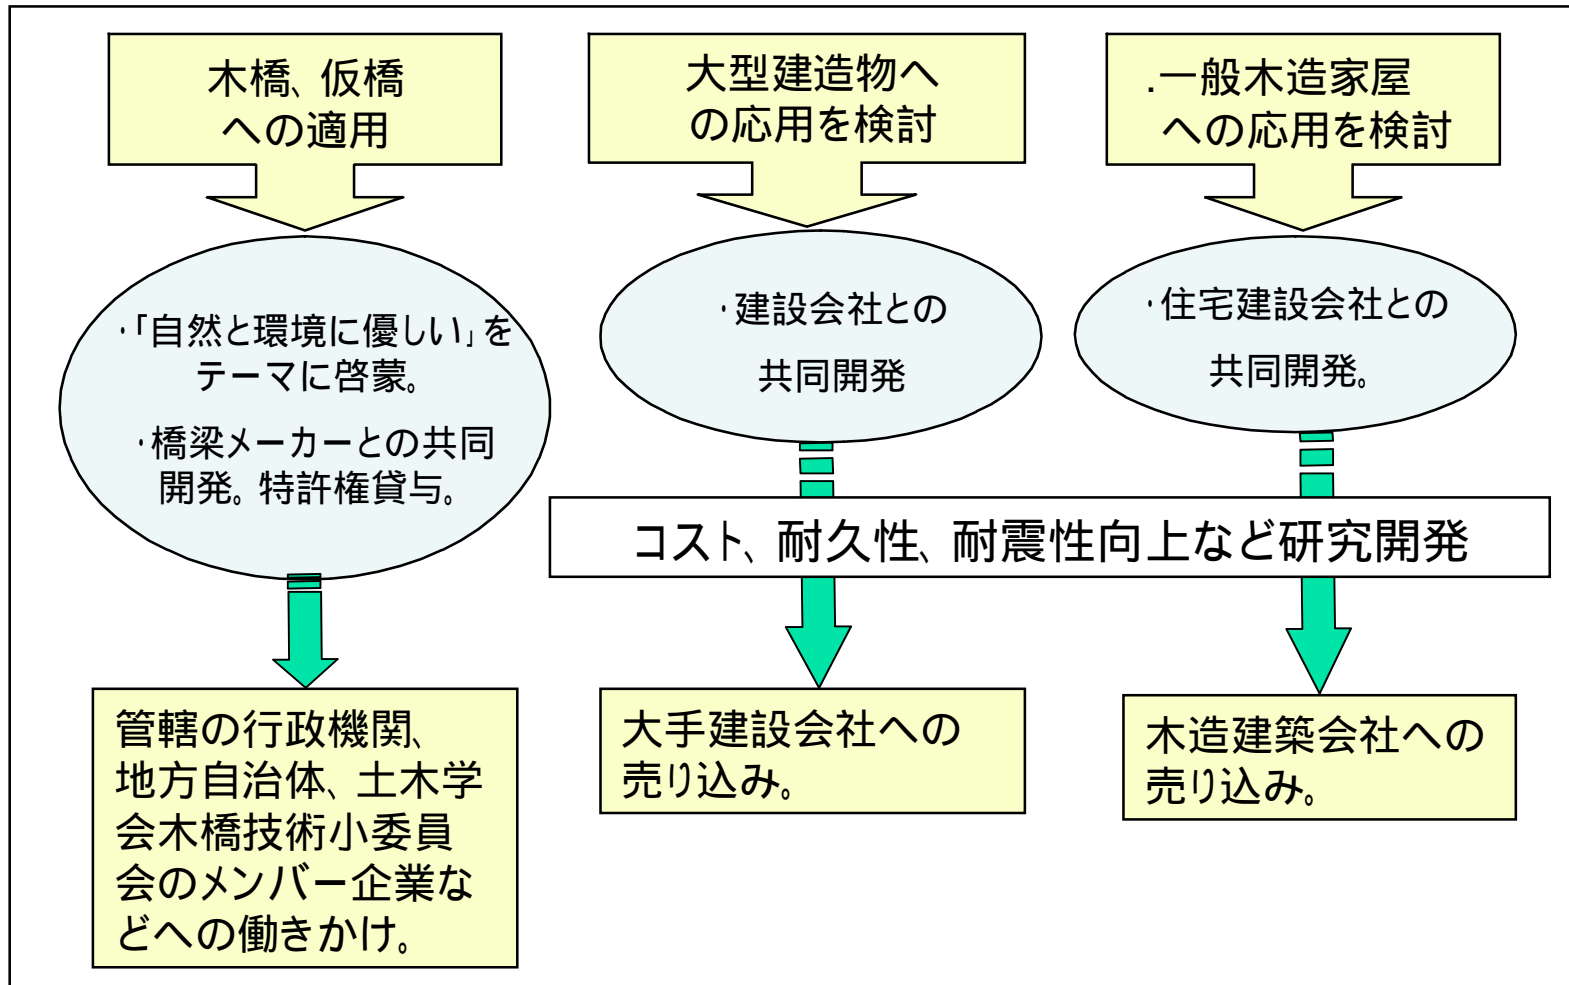 木橋、仮橋
への適用
大型建造物へ
の応用を検討
.一般木造家屋
への応用を検討
・「自然と環境に優しい」を
テーマに啓蒙。
・橋梁メーカーとの共同
開発。特許権貸与。
・建設会社との
共同開発
・住宅建設会社との
共同開発。
コスト、耐久性、耐震性向上など研究開発
管轄の行政機関、
地方自治体、土木学
会木橋技術小委員
会のメンバー企業な
どへの働きかけ。
大手建設会社への
売り込み。
木造建築会社への
売り込み。